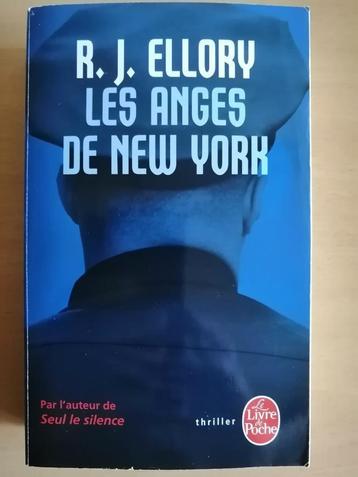 R. J. ELLORY
LES ANGES
DE NEW YORK
Par l'auteur de
Seul le silence
thriller
Le
Livre
de
Poche